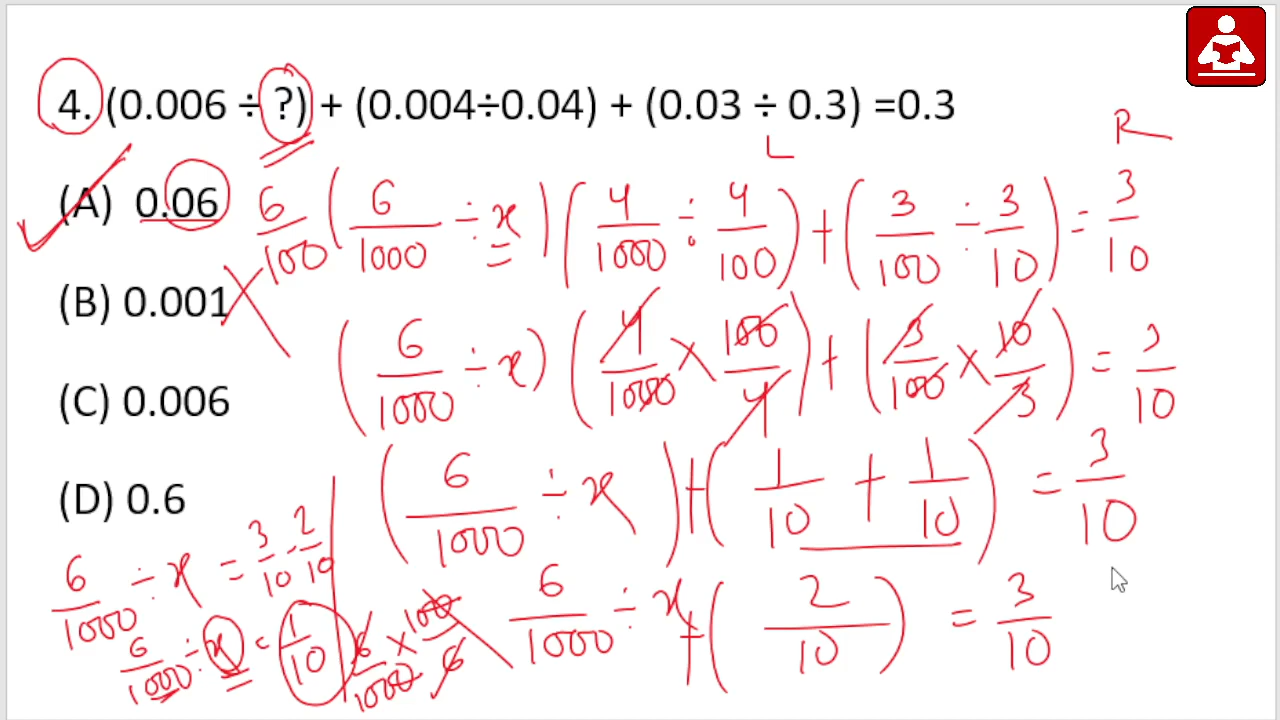 4. (0.006 ÷ ?) + (0.004÷0.04) + (0.03 ÷ 0.3) =0.3
L R
(A) 0.06
6/100 (6/1000 ÷ x) (4/1000 ÷ 4/100) + (3/100 ÷ 3/10) = 3/10
(B) 0.001
(6/1000 ÷ x) (4/1000 × 100/4) + (3/100 × 10/3) = 3/10
(C) 0.006
(6/1000 ÷ x) + (1/10 + 1/10) = 3/10
(D) 0.6
6/1000 ÷ x = 3/10 - 2/10
6/1000 ÷ x + (2/10) = 3/10
6/1000 ÷ x = 1/10
6/1000 × 100/6